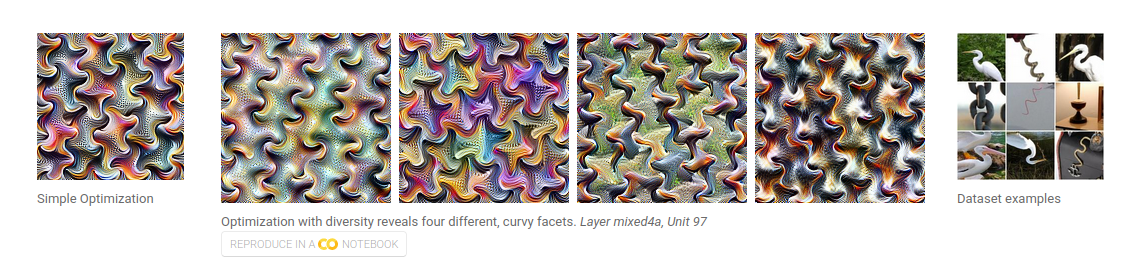 Simple Optimization
Optimization with diversity reveals four different, curvy facets. Layer mixed4a, Unit 97
REPRODUCE IN A CO NOTEBOOK
Dataset examples